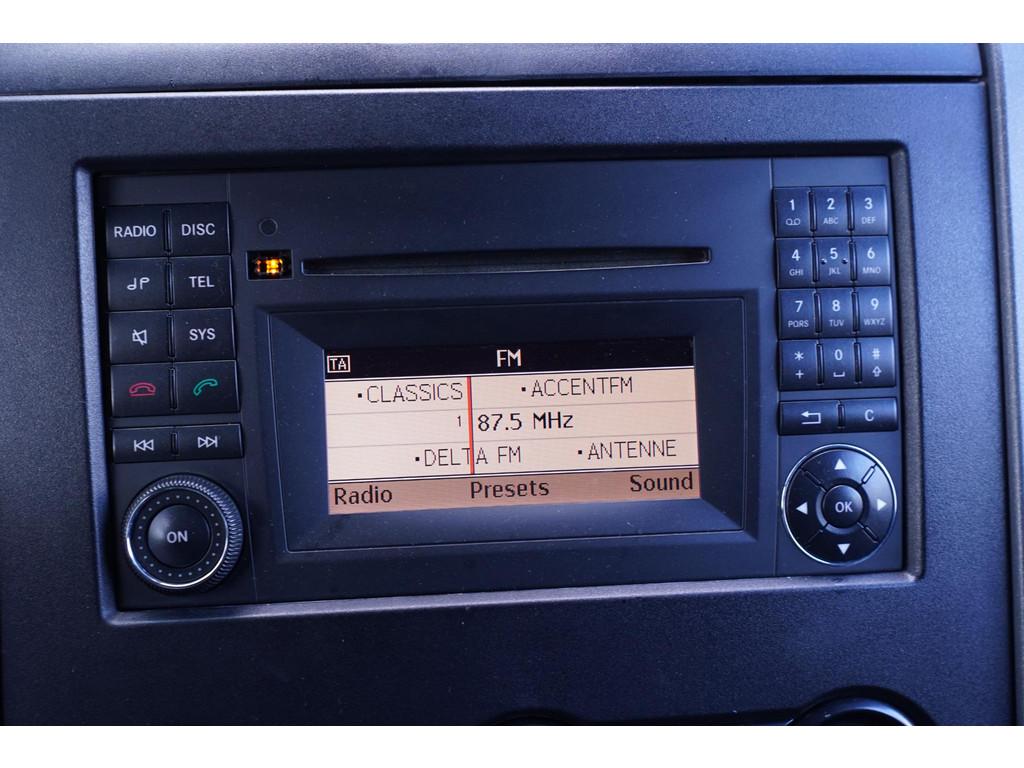 RADIO DISC
TEL
SYS
ON
TA FM
•CLASSICS •ACCENTFM
1 87.5 MHz
•DELTA FM •ANTENNE
Radio Presets Sound
1 2 3
ABC DEF
4 5 6
GHI JKL MNO
7 8 9
PQRS TUV WXYZ
* 0 #
+
C
OK